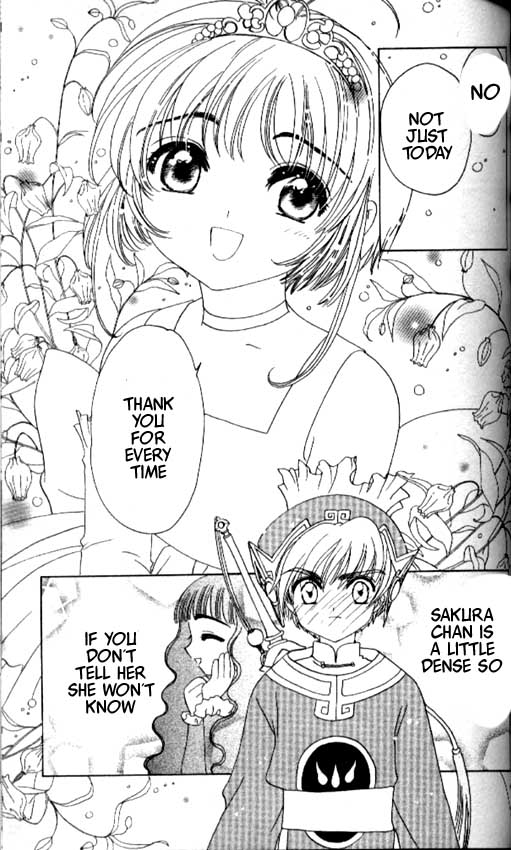 NO
NOT
JUST
TODAY
THANK
YOU
FOR
EVERY
TIME
SAKURA
CHAN IS
A LITTLE
DENSE SO
IF YOU
DON'T
TELL HER
SHE WON'T
KNOW